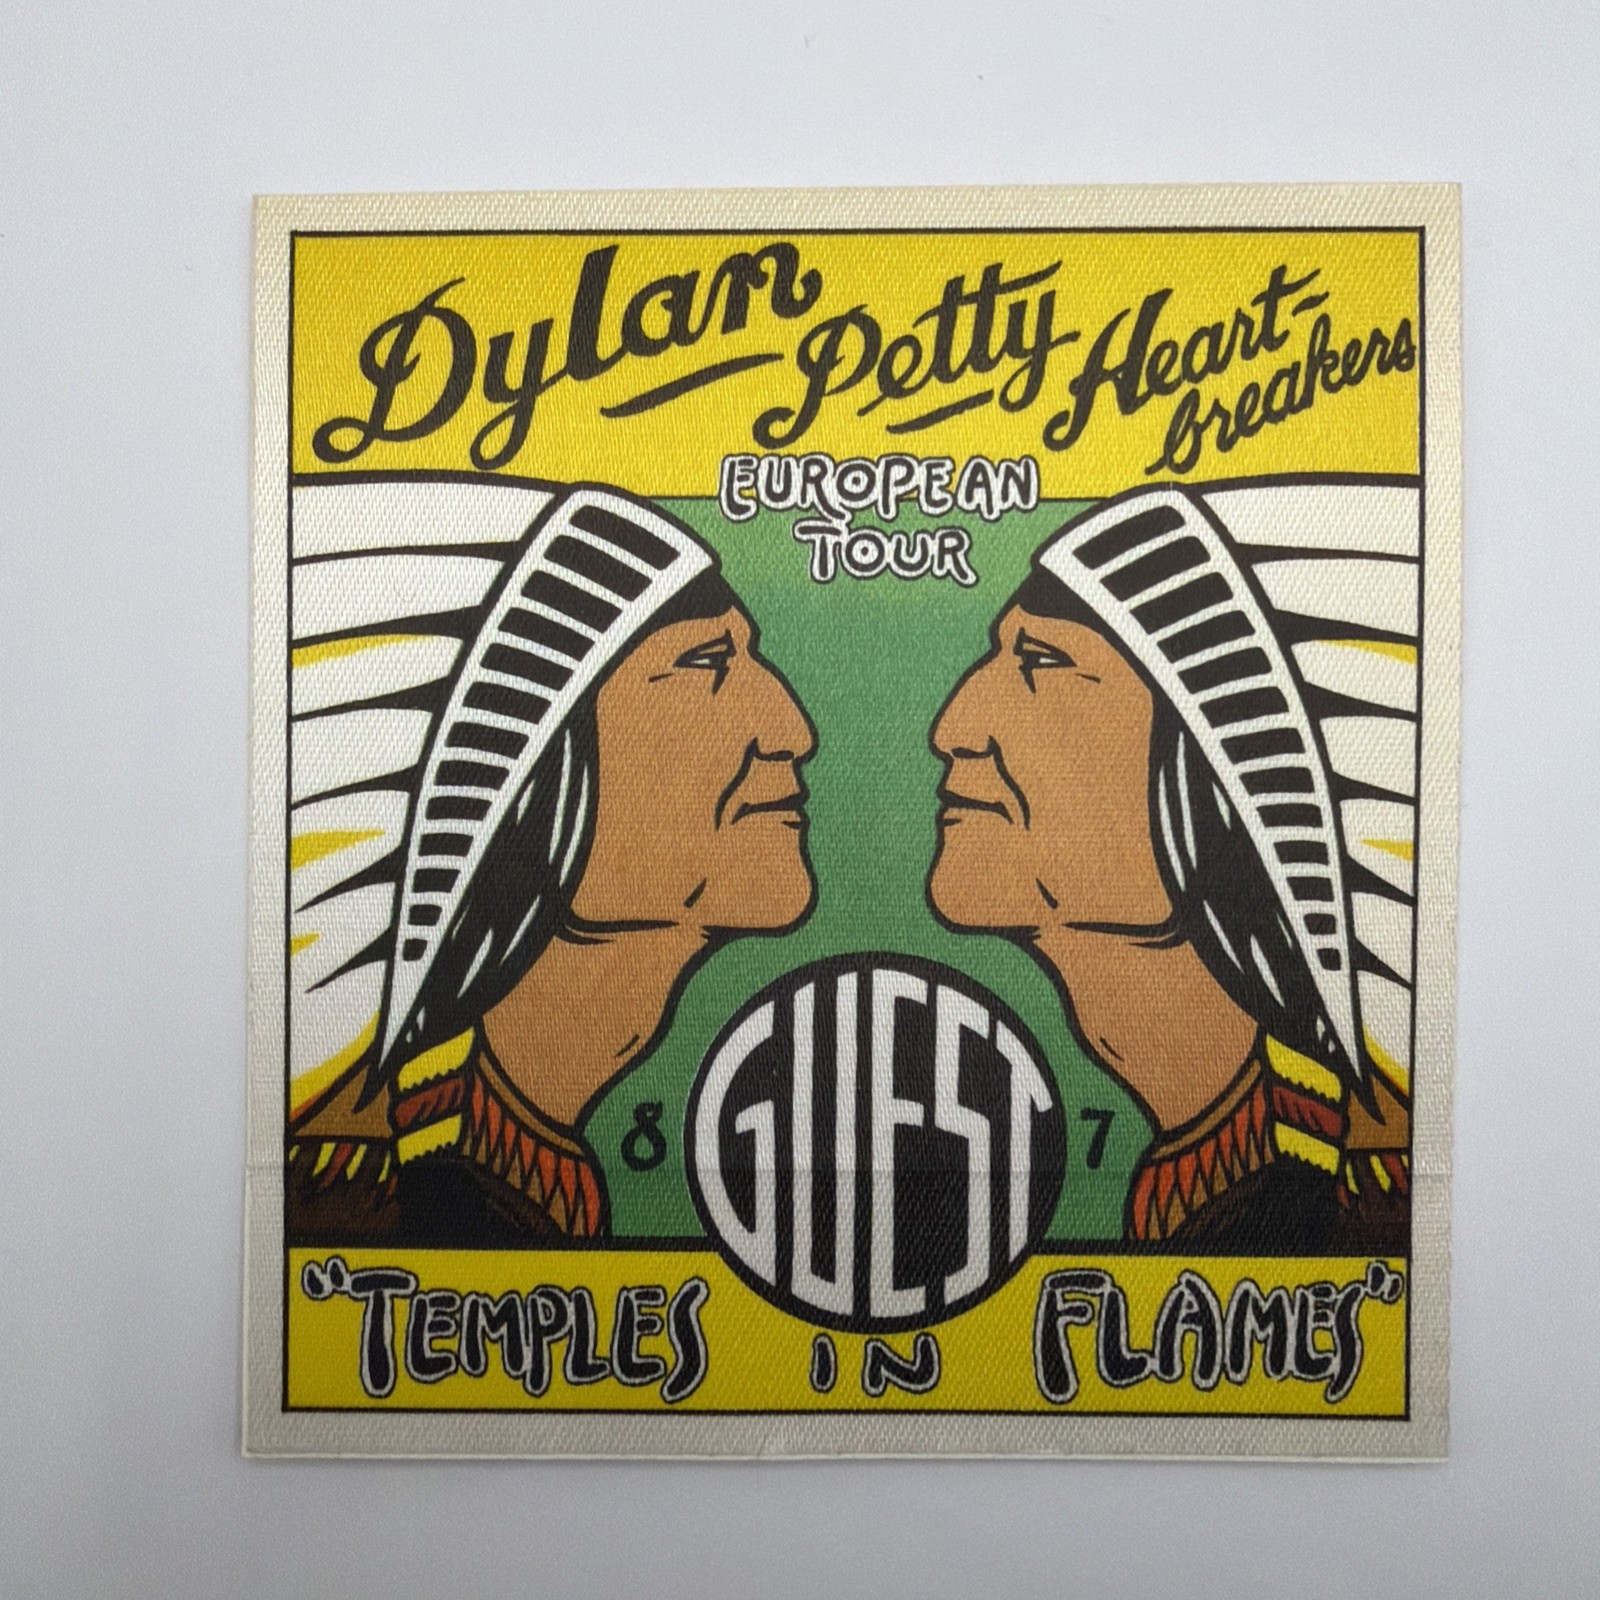 Dylan Petty Heart-
breakers
EUROPEAN
TOUR
8 GUEST 7
"TEMPLES IN FLAMES"